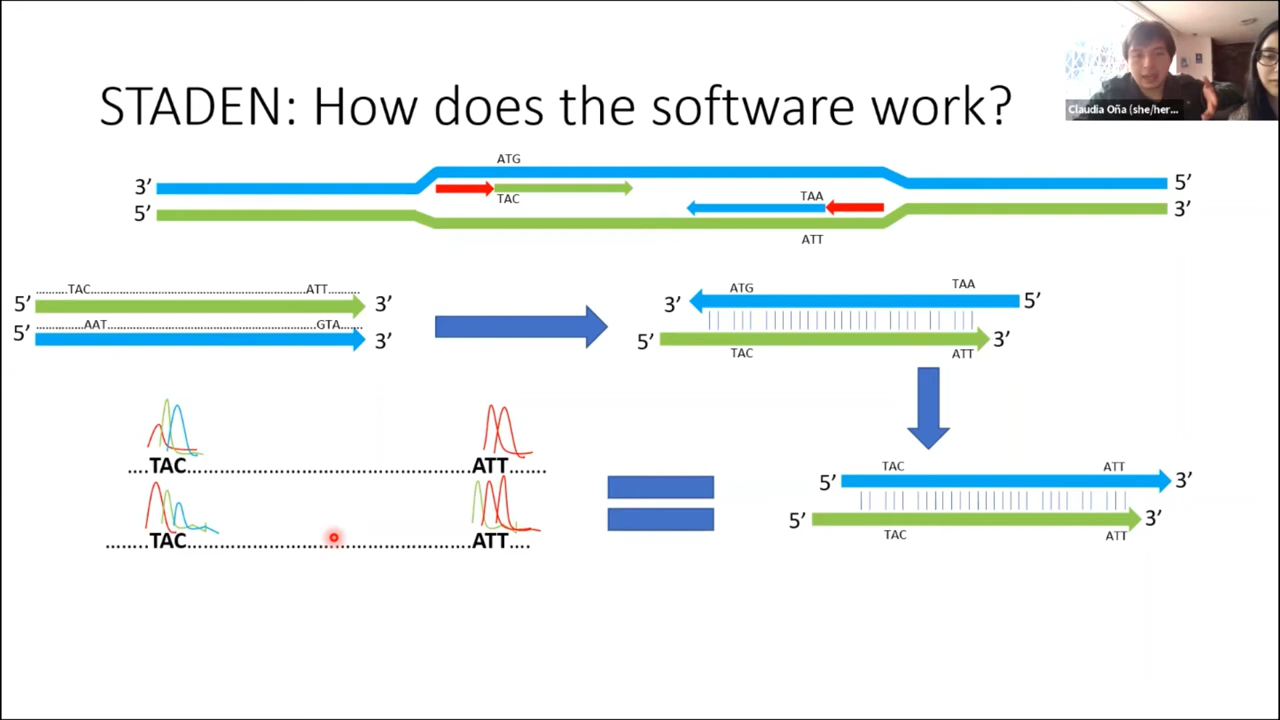 STADEN: How does the software work?
Claudia Oña (she/her...
ATG
3’ 5’
TAC TAA
5’ 3’
ATT
.........TAC.......................................................ATT........
5’ 3’
..............AAT.......................................................GTA......
5’ 3’
ATG TAA
3’ 5’
5’ 3’
TAC ATT
....TAC..................................................ATT.......
........TAC..................................................ATT....
TAC ATT
5’ 3’
5’ 3’
TAC ATT